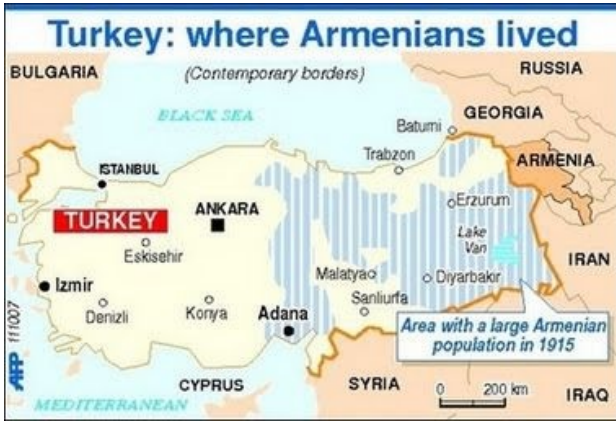 Turkey: where Armenians lived
(Contemporary borders)
BULGARIA
RUSSIA
BLACK SEA
GEORGIA
Batumi
Trabzon
ARMENIA
ISTANBUL
TURKEY
ANKARA
Erzurum
Eskisehir
Lake
Van
IRAN
Izmir
Malatya
Diyarbakir
Denizli
Konya
Adana
Sanliurfa
Area with a large Armenian
population in 1915
CYPRUS
SYRIA
MEDITERRANEAN
0 200 km
IRAQ
AFP 111007